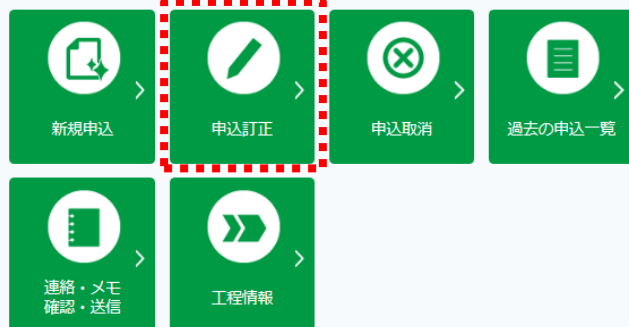 新規申込
申込訂正
申込取消
過去の申込一覧
連絡・メモ
確認・送信
工程情報